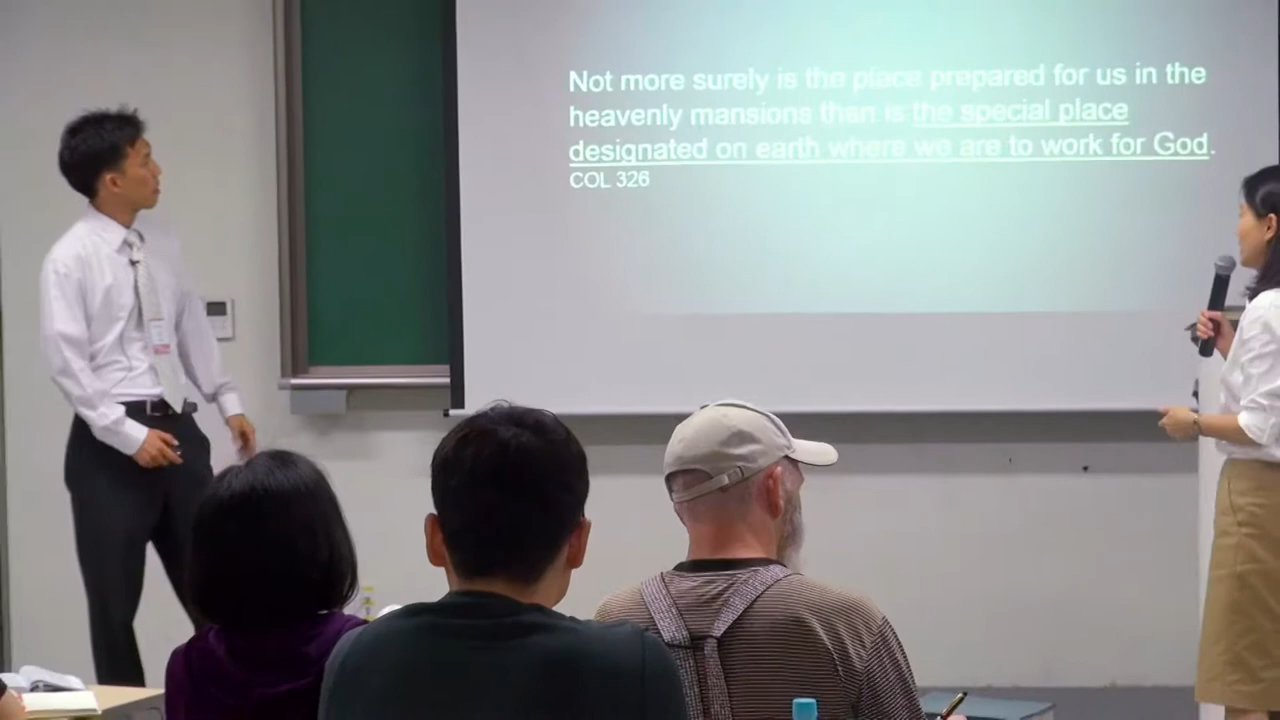 Not more surely is the place prepared for us in the
heavenly mansions than is the special place
designated on earth where we are to work for God.
COL 326